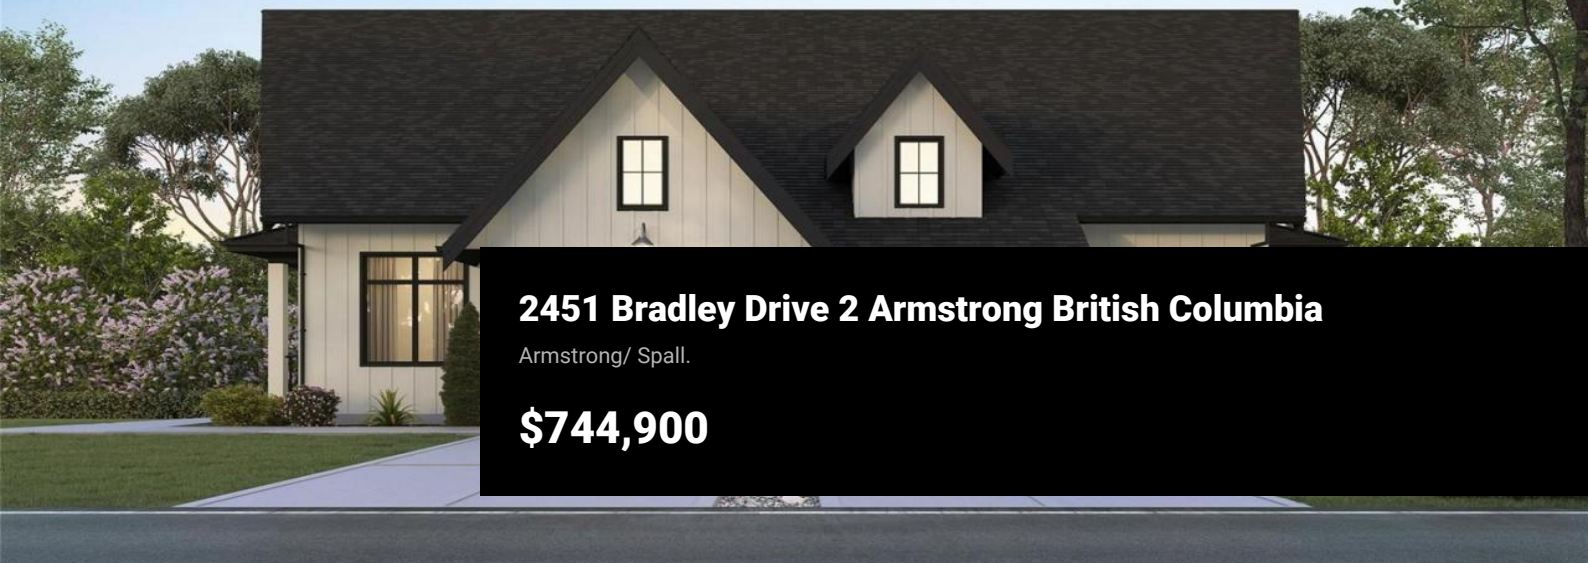 2451 Bradley Drive 2 Armstrong British Columbia
Armstrong/ Spall.
$744,900